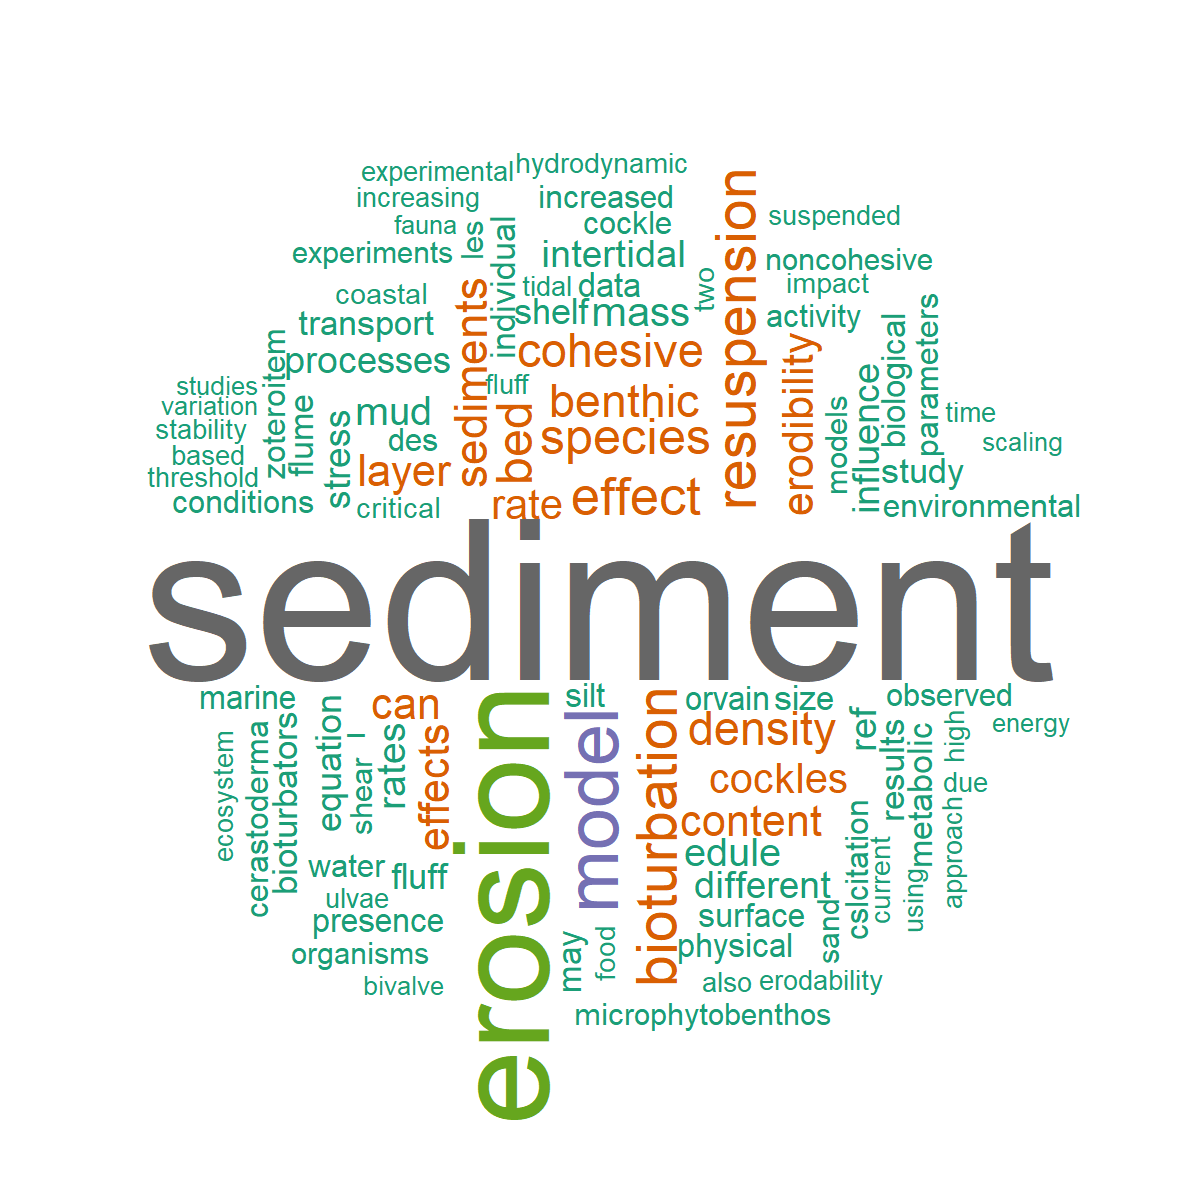 experimental
hydrodynamic
increasing
increased
fauna
les
individual
cockle
resuspension
suspended
experiments
intertidal
noncohesive
coastal
sediments
tidal
data
two
impact
transport
shelf
mass
activity
zoteroitem
processes
cohesive
erodibility
biological
parameters
studies
fluff
variation
flume
mud
benthic
models
influence
time
stability
stress
des
bed
species
scaling
based
threshold
layer
study
conditions
critical
rate
effect
environmental
sediment
marine
can
erosion
silt
orvain
size
observed
ecosystem
cerastoderma
bioturbators
equation
l
shear
rates
effects
model
bioturbation
density
ref
results
metabolic
high
energy
cockles
due
content
cslcitation
current
using
approach
water
fluff
edule
ulvae
different
presence
surface
sand
organisms
may
food
physical
bivalve
also
erodability
microphytobenthos